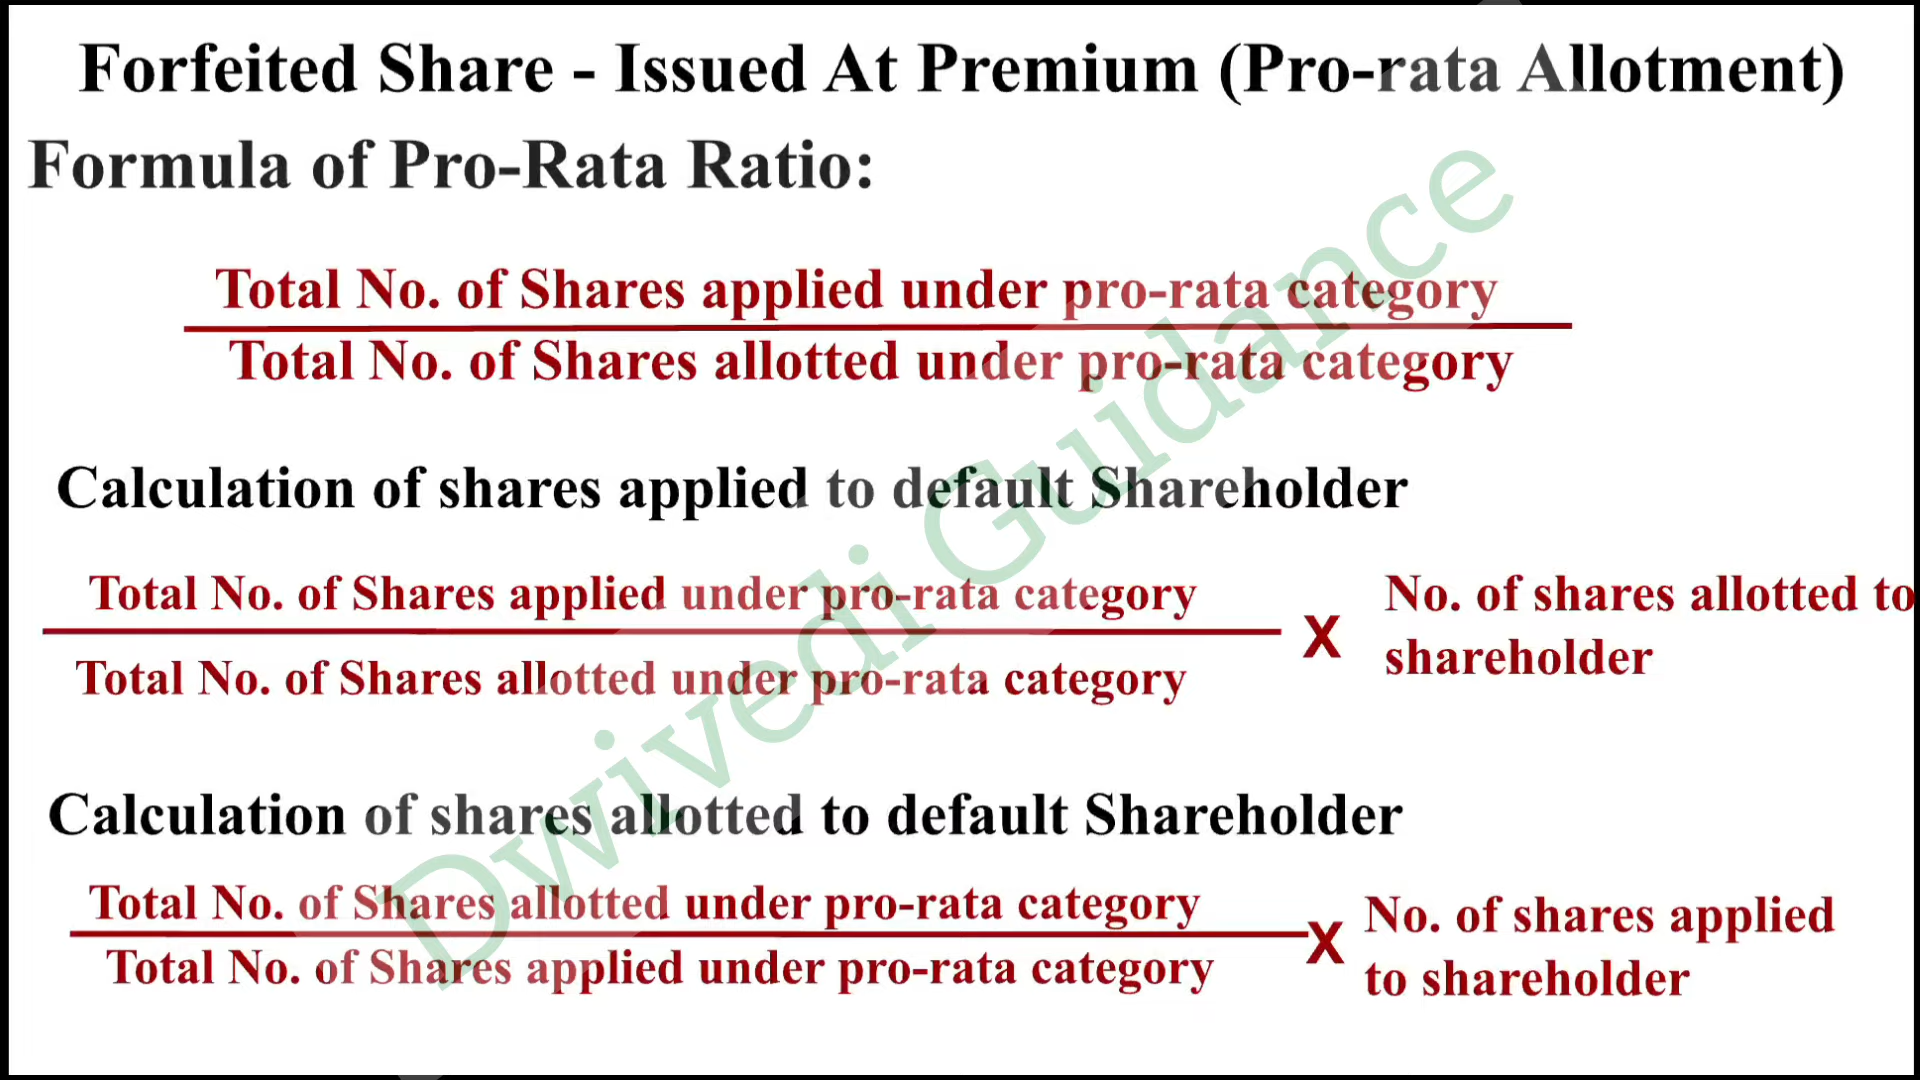 Forfeited Share - Issued At Premium (Pro-rata Allotment)
Formula of Pro-Rata Ratio:
Total No. of Shares applied under pro-rata category
Total No. of Shares allotted under pro-rata category
Calculation of shares applied to default Shareholder
Total No. of Shares applied under pro-rata category
Total No. of Shares allotted under pro-rata category
X
No. of shares allotted to
shareholder
Calculation of shares allotted to default Shareholder
Total No. of Shares allotted under pro-rata category
Total No. of Shares applied under pro-rata category
X
No. of shares applied
to shareholder
Dwivedi Guidance